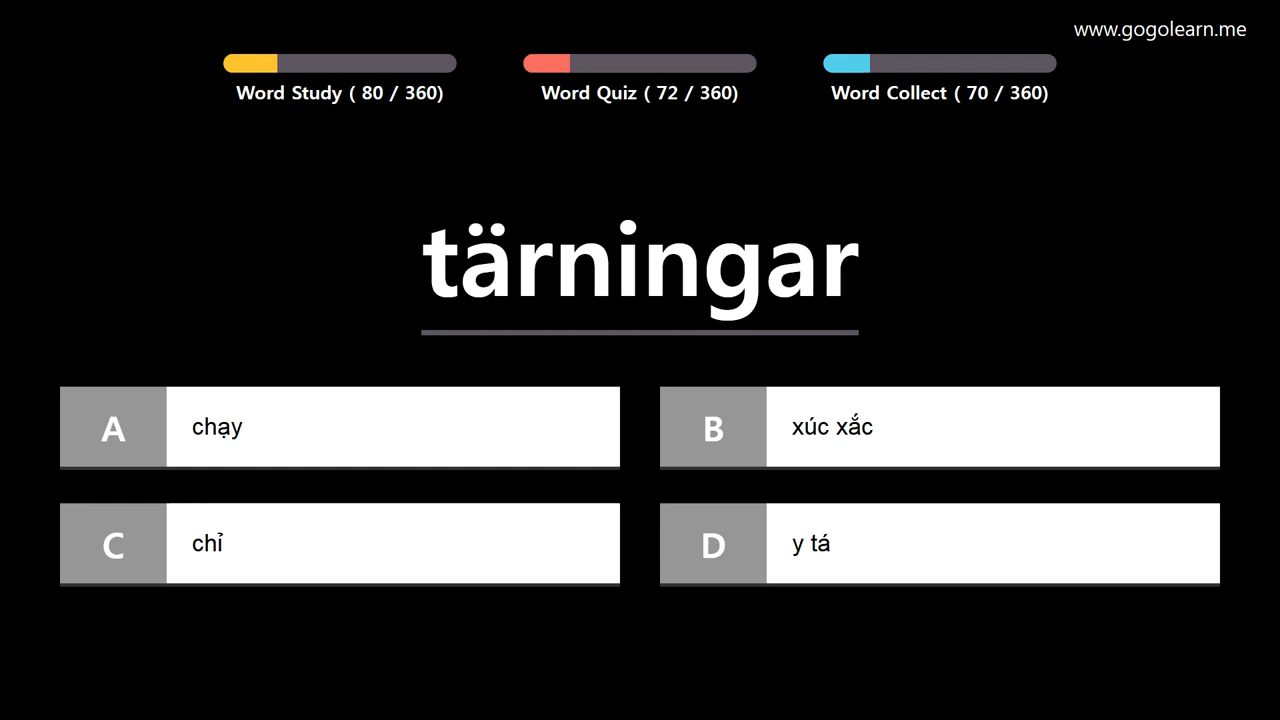 www.gogolearn.me
Word Study ( 80 / 360)
Word Quiz ( 72 / 360)
Word Collect ( 70 / 360)
tärningar
A chạy
B xúc xắc
C chỉ
D y tá